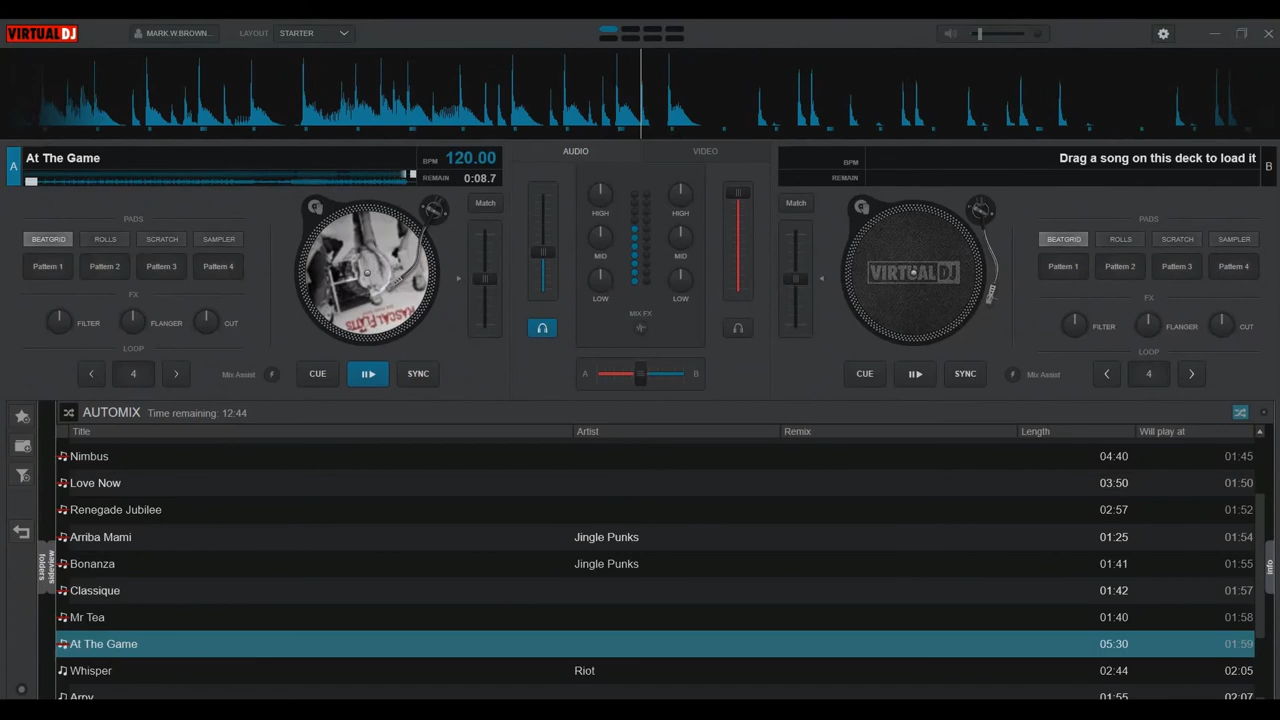 VIRTUALDJ
MARK W.BROWN...
LAYOUT STARTER
A At The Game
BPM 120.00
REMAIN 0:08.7
AUDIO VIDEO
BPM
REMAIN
Drag a song on this deck to load it B
PADS
BEATGRID ROLLS SCRATCH SAMPLER
Pattern 1 Pattern 2 Pattern 3 Pattern 4
FX
FILTER FLANGER CUT
LOOP
4
Mix Assist
CUE SYNC
RASCAL FLATTS
Match
HIGH HIGH
MID MID
LOW LOW
MIX FX
A B
Match
VIRTUALDJ
PADS
BEATGRID ROLLS SCRATCH SAMPLER
Pattern 1 Pattern 2 Pattern 3 Pattern 4
FX
FILTER FLANGER CUT
LOOP
CUE SYNC
Mix Assist
4
AUTOMIX Time remaining: 12:44
Title Artist Remix Length Will play at
Nimbus 04:40 01:45
Love Now 03:50 01:50
Renegade Jubilee 02:57 01:52
Arriba Mami Jingle Punks 01:25 01:54
Bonanza Jingle Punks 01:41 01:55
Classique 01:42 01:57
Mr Tea 01:40 01:58
At The Game 05:30 01:59
Whisper Riot 02:44 02:05
Arpy 01:55 02:07
folders
sideview
info